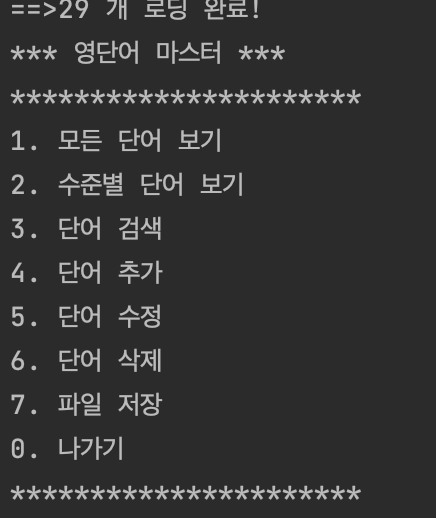 ==>29 개 로딩 완료!
*** 영단어 마스터 ***
**********************
1. 모든 단어 보기
2. 수준별 단어 보기
3. 단어 검색
4. 단어 추가
5. 단어 수정
6. 단어 삭제
7. 파일 저장
0. 나가기
**********************